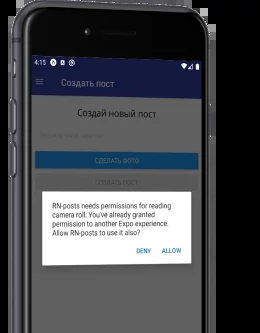 4:15
Создать пост
Создай новый пост
СДЕЛАТЬ ФОТО
СОЗДАТЬ ПОСТ
RN-posts needs permissions for reading
camera roll. You've already granted
permission to another Expo experience.
Allow RN-posts to use it also?
DENY ALLOW